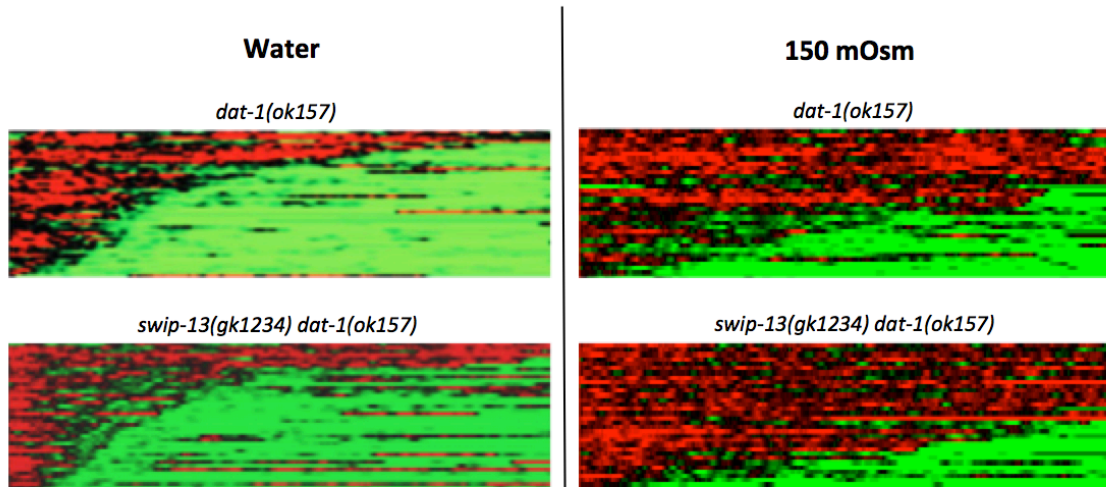 Water
150 mOsm
dat-1(ok157)
dat-1(ok157)
swip-13(gk1234) dat-1(ok157)
swip-13(gk1234) dat-1(ok157)